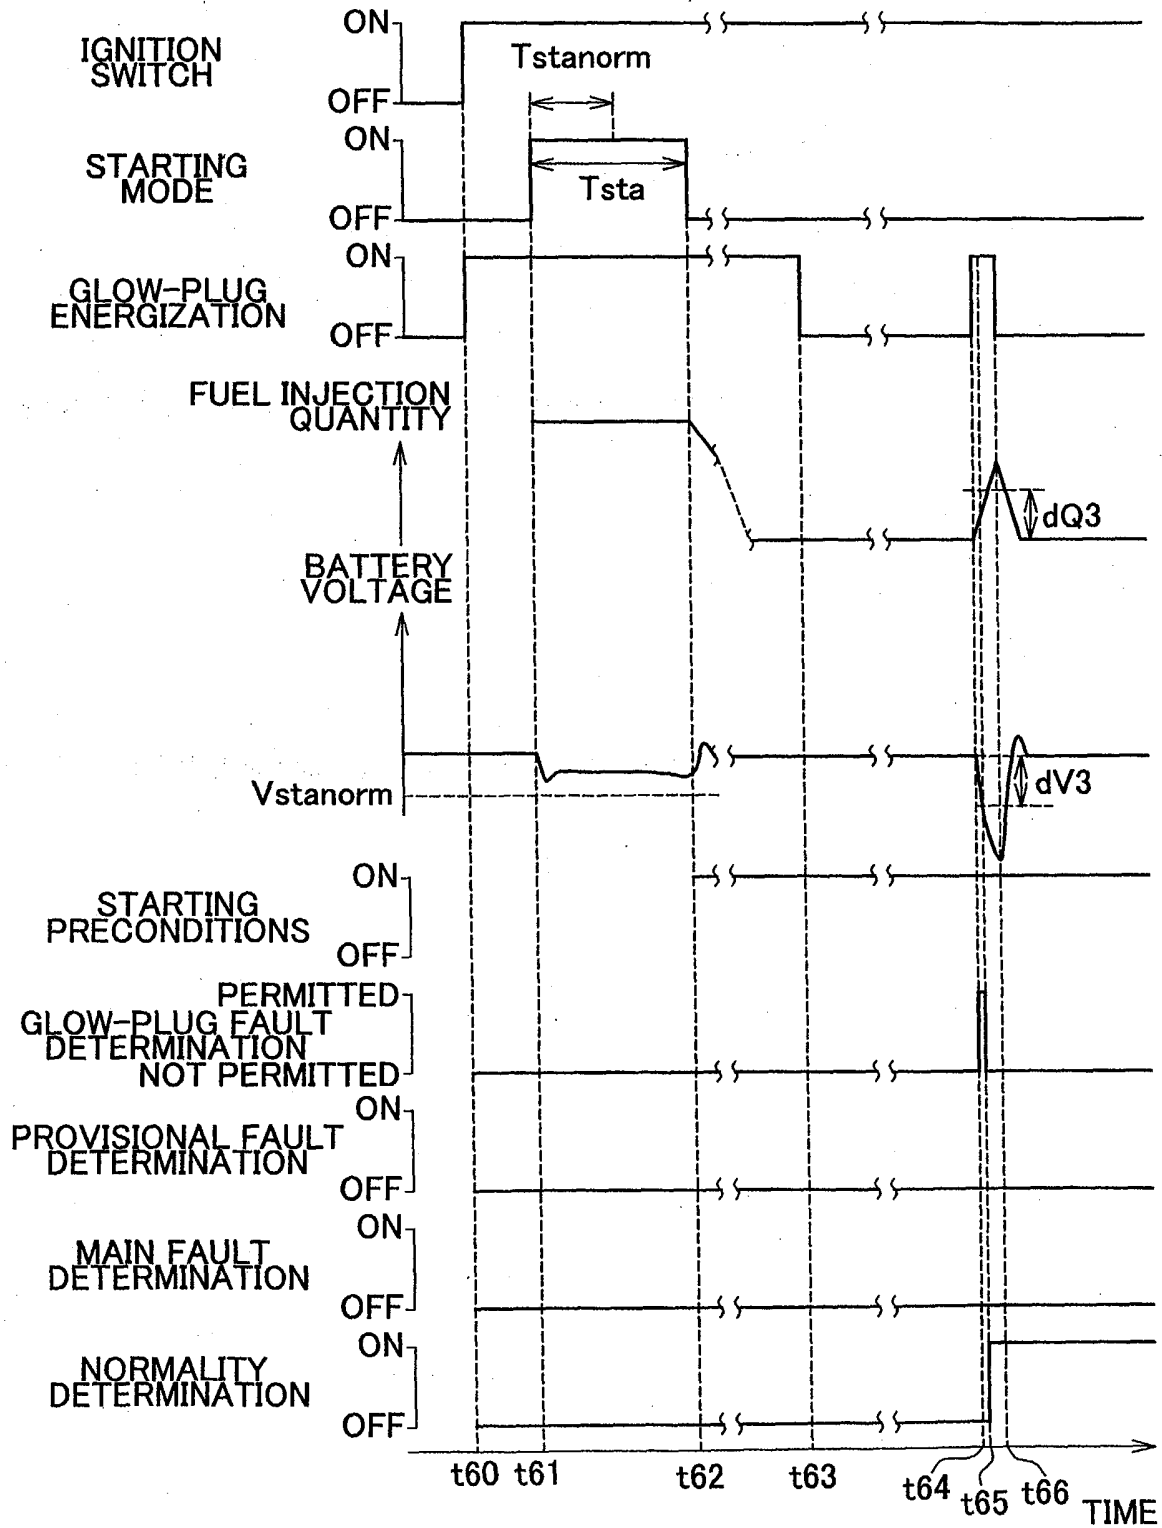 ON
IGNITION
SWITCH
OFF
Tstanorm
ON
STARTING
MODE
OFF
Tsta
ON
GLOW-PLUG
ENERGIZATION
OFF
FUEL INJECTION
QUANTITY
dQ3
BATTERY
VOLTAGE
Vstanorm
dV3
ON
STARTING
PRECONDITIONS
OFF
PERMITTED
GLOW-PLUG FAULT
DETERMINATION
NOT PERMITTED
ON
PROVISIONAL FAULT
DETERMINATION
OFF
ON
MAIN FAULT
DETERMINATION
OFF
ON
NORMALITY
DETERMINATION
OFF
t60 t61 t62 t63 t64 t65 t66
TIME